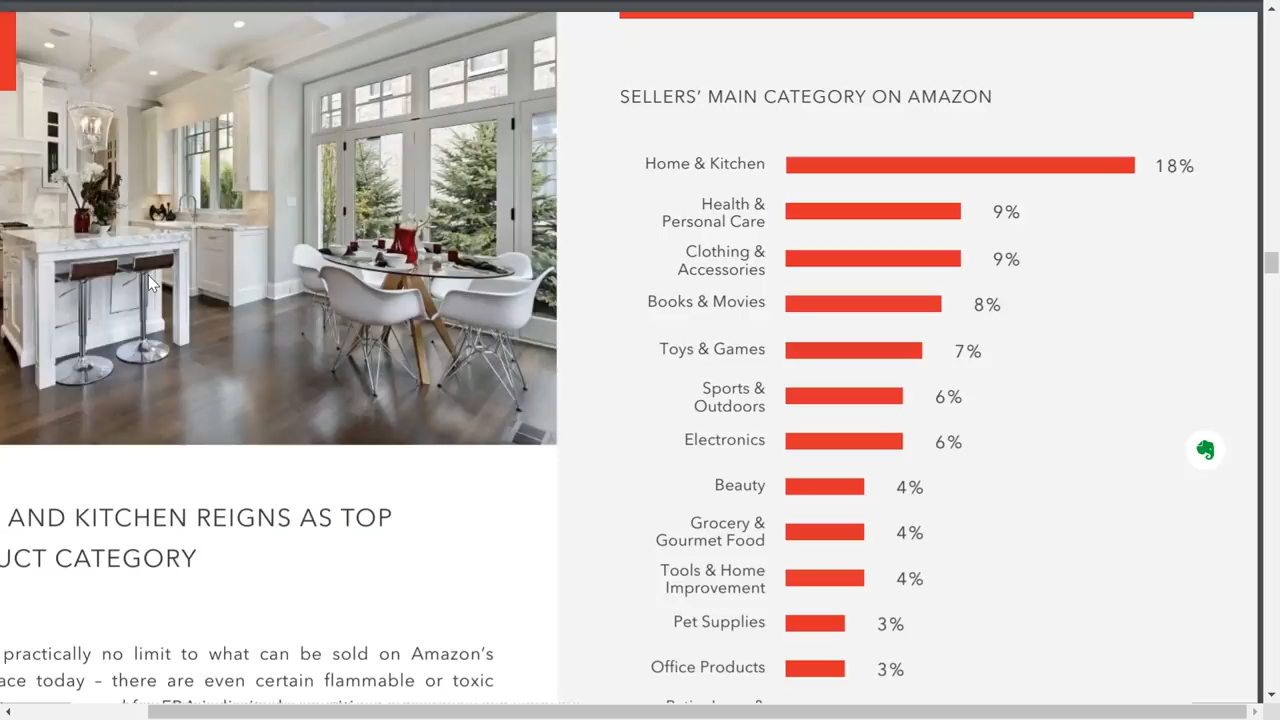 AND KITCHEN REIGNS AS TOP
UCT CATEGORY
practically no limit to what can be sold on Amazon's
ace today – there are even certain flammable or toxic
SELLERS' MAIN CATEGORY ON AMAZON
Home & Kitchen 18%
Health &
Personal Care 9%
Clothing &
Accessories 9%
Books & Movies 8%
Toys & Games 7%
Sports &
Outdoors 6%
Electronics 6%
Beauty 4%
Grocery &
Gourmet Food 4%
Tools & Home
Improvement 4%
Pet Supplies 3%
Office Products 3%